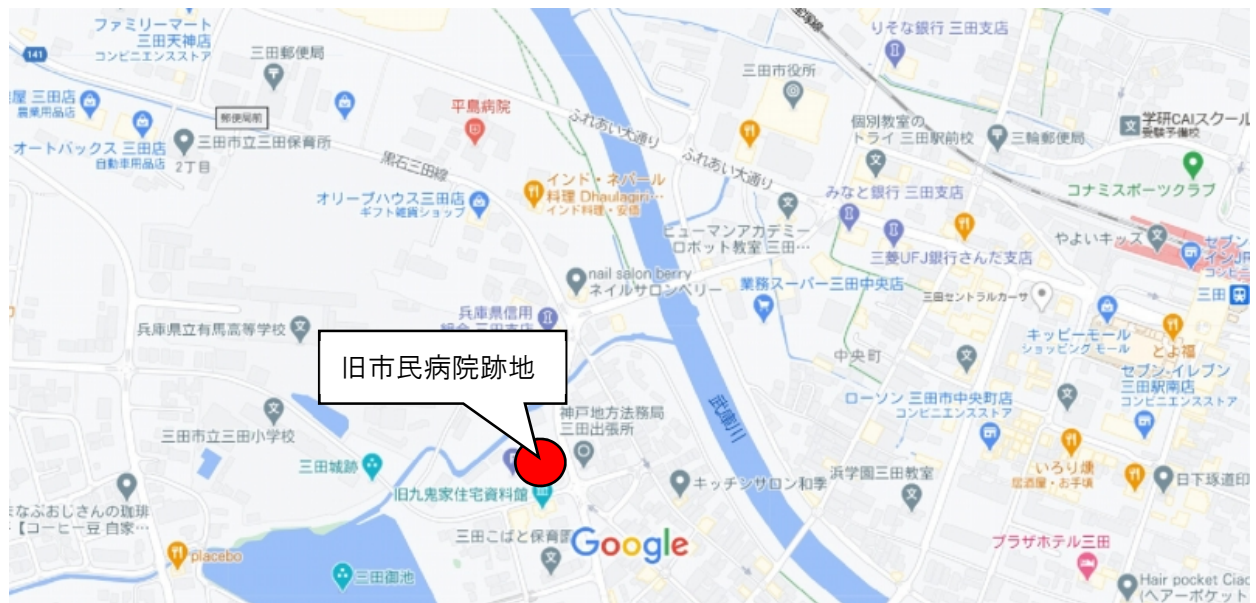 ファミリーマート
三田天神店
コンビニエンスストア
141
三田郵便局
りそな銀行 三田支店
三田市役所
屋 三田店
農業用品店
郵便局前
三田市立三田保育所
2丁目
オートバックス 三田店
自動車用品店
平島病院
黒石三田線
ふれあい大通り
ふれあい大通り
個別教室の
トライ 三田駅前校
三輪郵便局
学研CAIスクール
受験予備校
コナミスポーツクラブ
オリーブハウス三田店
ギフト雑貨ショップ
インド・ネパール
料理 Dhaulagiri…
インド料理・安価
みなと銀行 三田支店
ヒューマンアカデミー
ロボット教室 三田…
三菱UFJ銀行さんだ支店
やよいキッズ
セブン
三田
nail salon berry
ネイルサロンベリー
業務スーパー三田中央店
三田セントラルカーサ
兵庫県信用
兵庫県立有馬高等学校
キッピーモール
ショッピング モール
とよ福
中央町
旧市民病院跡地
セブン-イレブン
三田駅南店
コンビニエンスストア
ローソン 三田市中央町店
コンビニエンスストア
武庫川
神戸地方法務局
三田出張所
三田市立三田小学校
三田城跡
旧九鬼家住宅資料館
キッチンサロン和季
浜学園三田教室
いろり燻
居酒屋・お手頃
日下琢道印
まなぶおじさんの珈琲
【コーヒー豆 自家…
三田こばと保育園
Google
placebo
三田御池
プラザホテル三田
Hair pocket Ciao
(ヘアーポケット